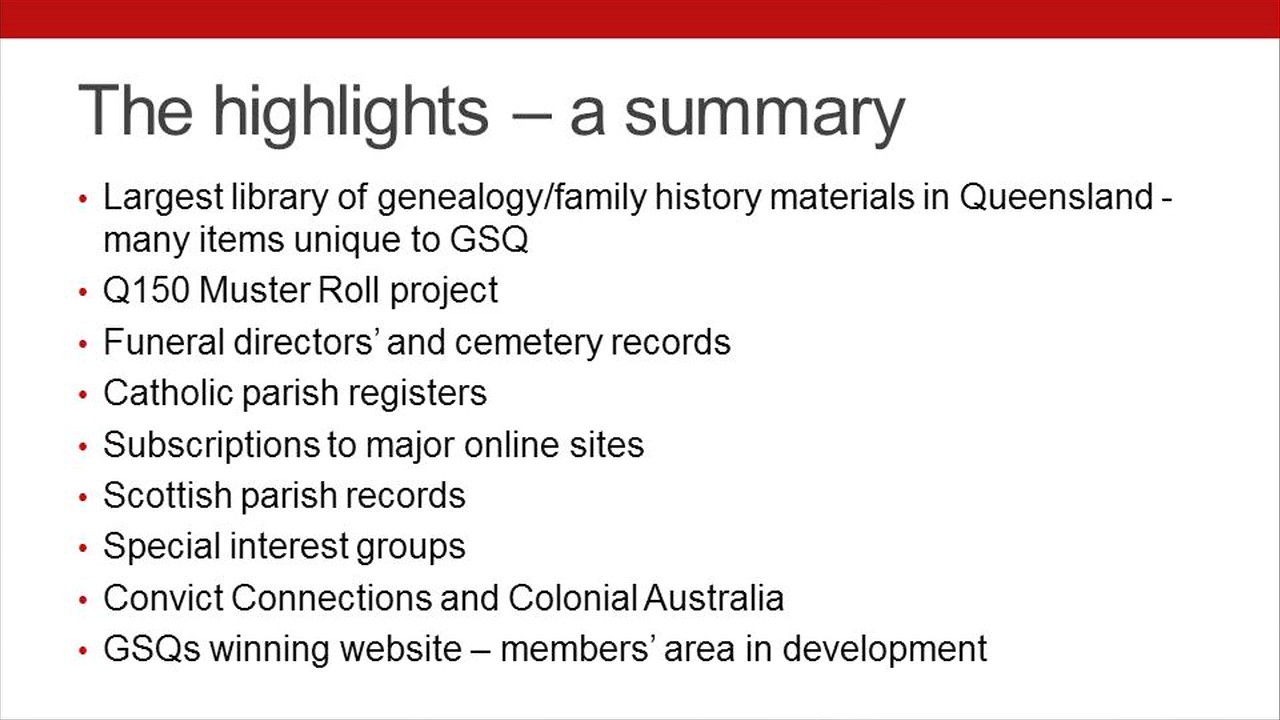 The highlights – a summary
• Largest library of genealogy/family history materials in Queensland -
many items unique to GSQ
• Q150 Muster Roll project
• Funeral directors’ and cemetery records
• Catholic parish registers
• Subscriptions to major online sites
• Scottish parish records
• Special interest groups
• Convict Connections and Colonial Australia
• GSQs winning website – members’ area in development